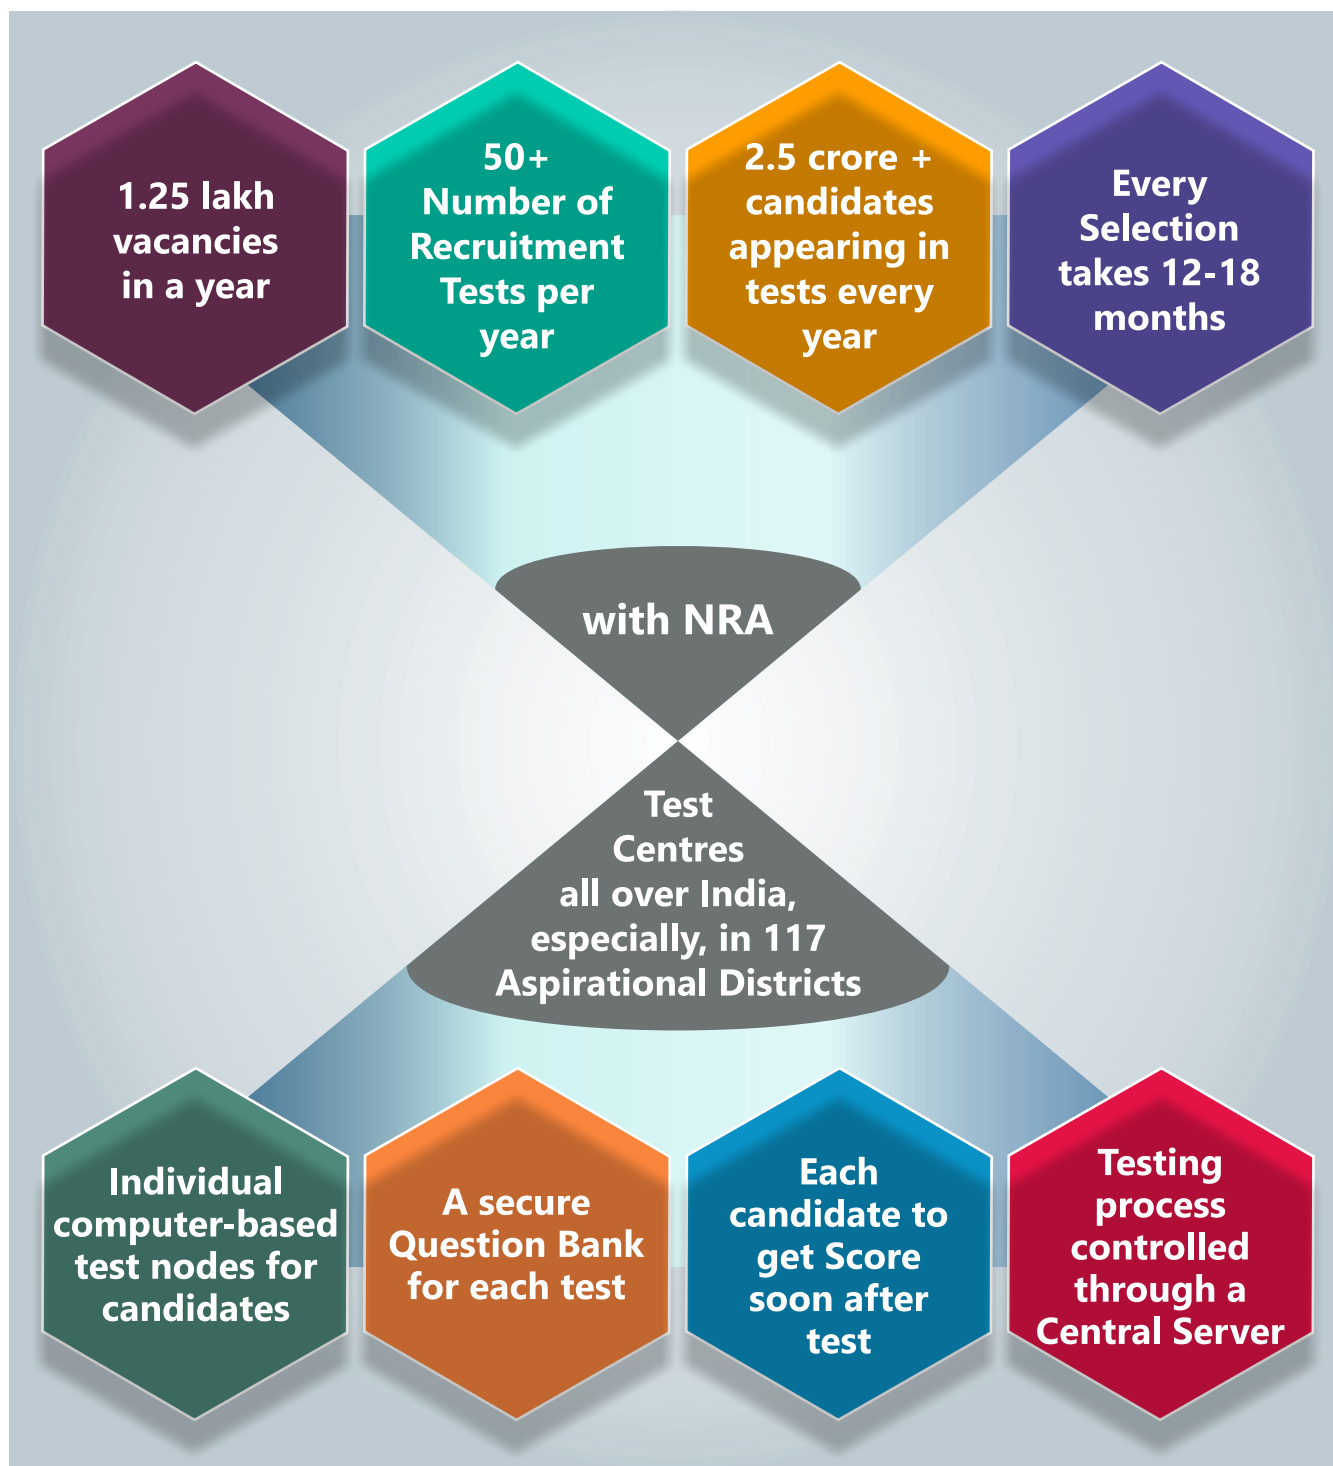 1.25 lakh
vacancies
in a year
50+
Number of
Recruitment
Tests per
year
2.5 crore +
candidates
appearing in
tests every
year
Every
Selection
takes 12-18
months
with NRA
Test
Centres
all over India,
especially, in 117
Aspirational Districts
Individual
computer-based
test nodes for
candidates
A secure
Question Bank
for each test
Each
candidate to
get Score
soon after
test
Testing
process
controlled
through a
Central Server